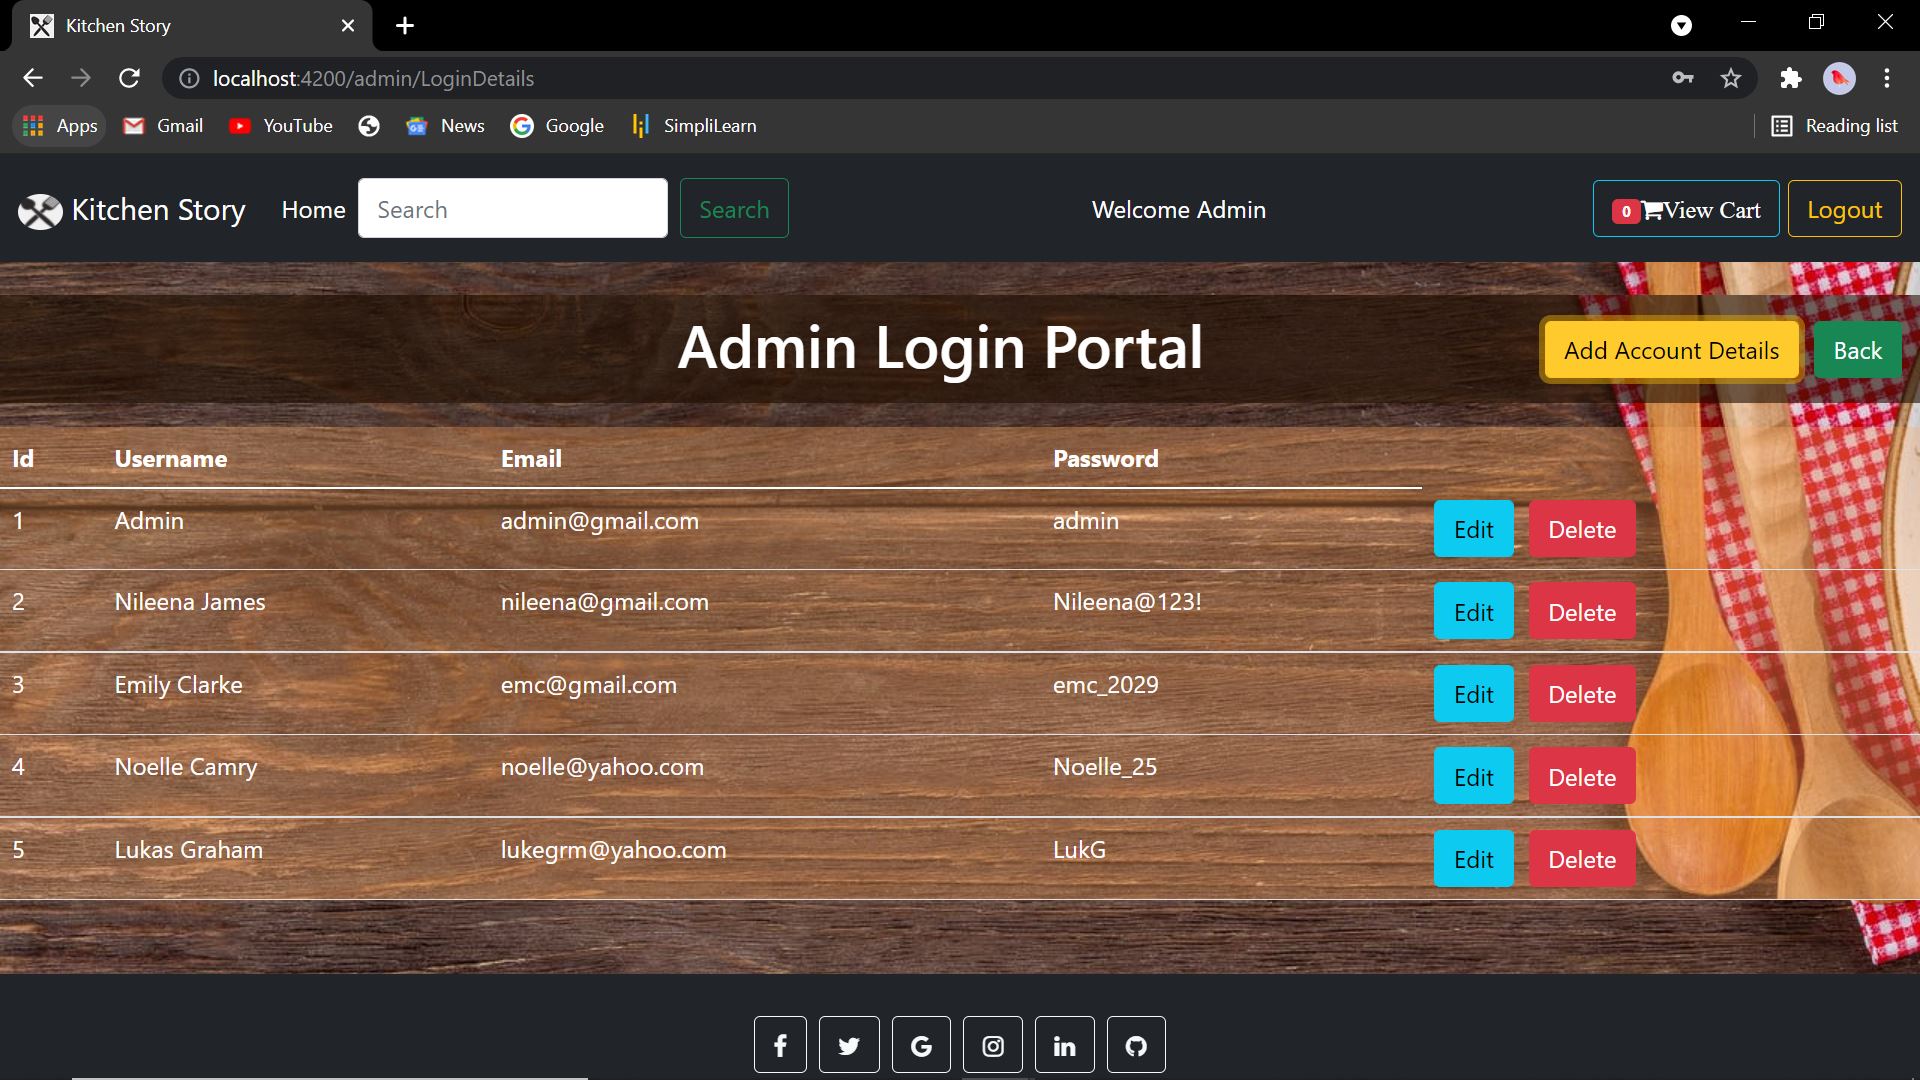 Kitchen Story
localhost:4200/admin/LoginDetails
Apps Gmail YouTube News Google SimpliLearn Reading list
Kitchen Story Home Search Search Welcome Admin 0 View Cart Logout
Admin Login Portal Add Account Details Back
Id Username Email Password
1 Admin admin@gmail.com admin Edit Delete
2 Nileena James nileena@gmail.com Nileena@123! Edit Delete
3 Emily Clarke emc@gmail.com emc_2029 Edit Delete
4 Noelle Camry noelle@yahoo.com Noelle_25 Edit Delete
5 Lukas Graham lukegrm@yahoo.com LukG Edit Delete